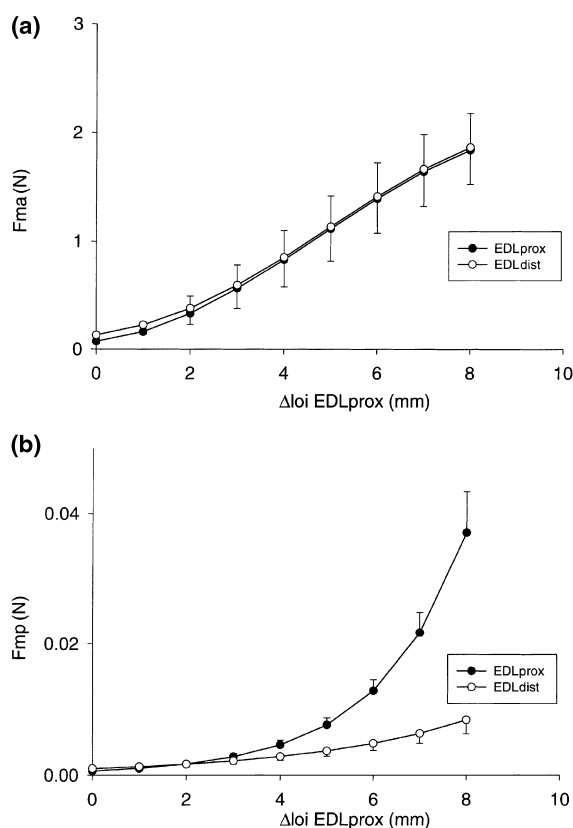 (a)
3
2
1
0
Fma (N)
EDLprox
EDLdist
0 2 4 6 8 10
Δloi EDLprox (mm)
(b)
0.04
0.02
0.00
Fmp (N)
EDLprox
EDLdist
0 2 4 6 8 10
Δloi EDLprox (mm)